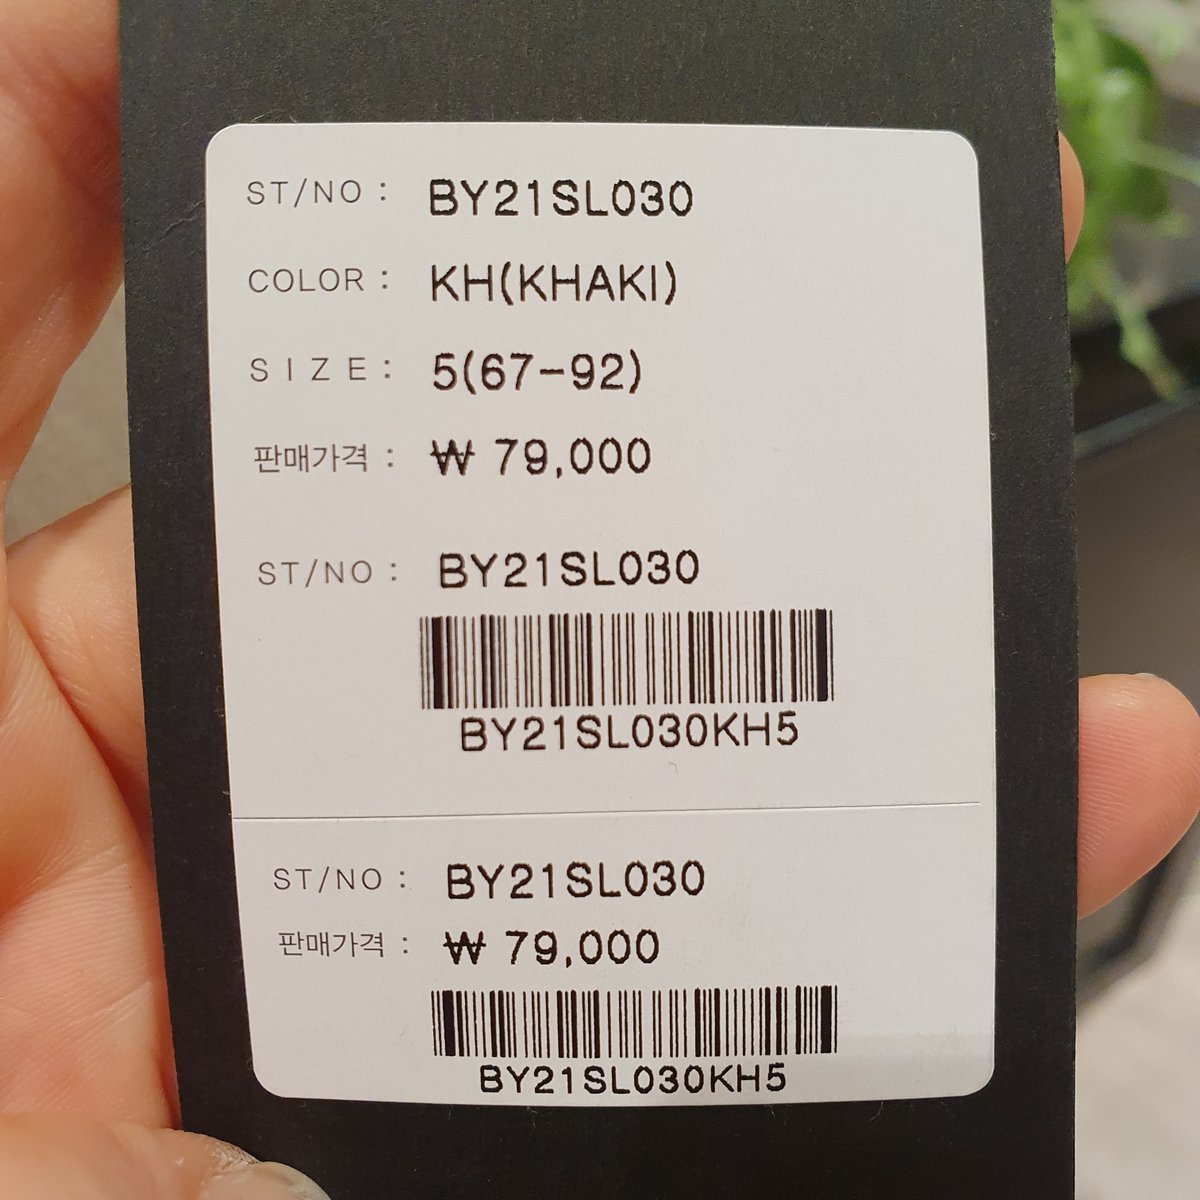 ST/NO : BY21SL030
COLOR : KH(KHAKI)
SIZE : 5(67-92)
판매가격 : ₩ 79,000
ST/NO : BY21SL030
BY21SL030KH5
ST/NO : BY21SL030
판매가격 : ₩ 79,000
BY21SL030KH5